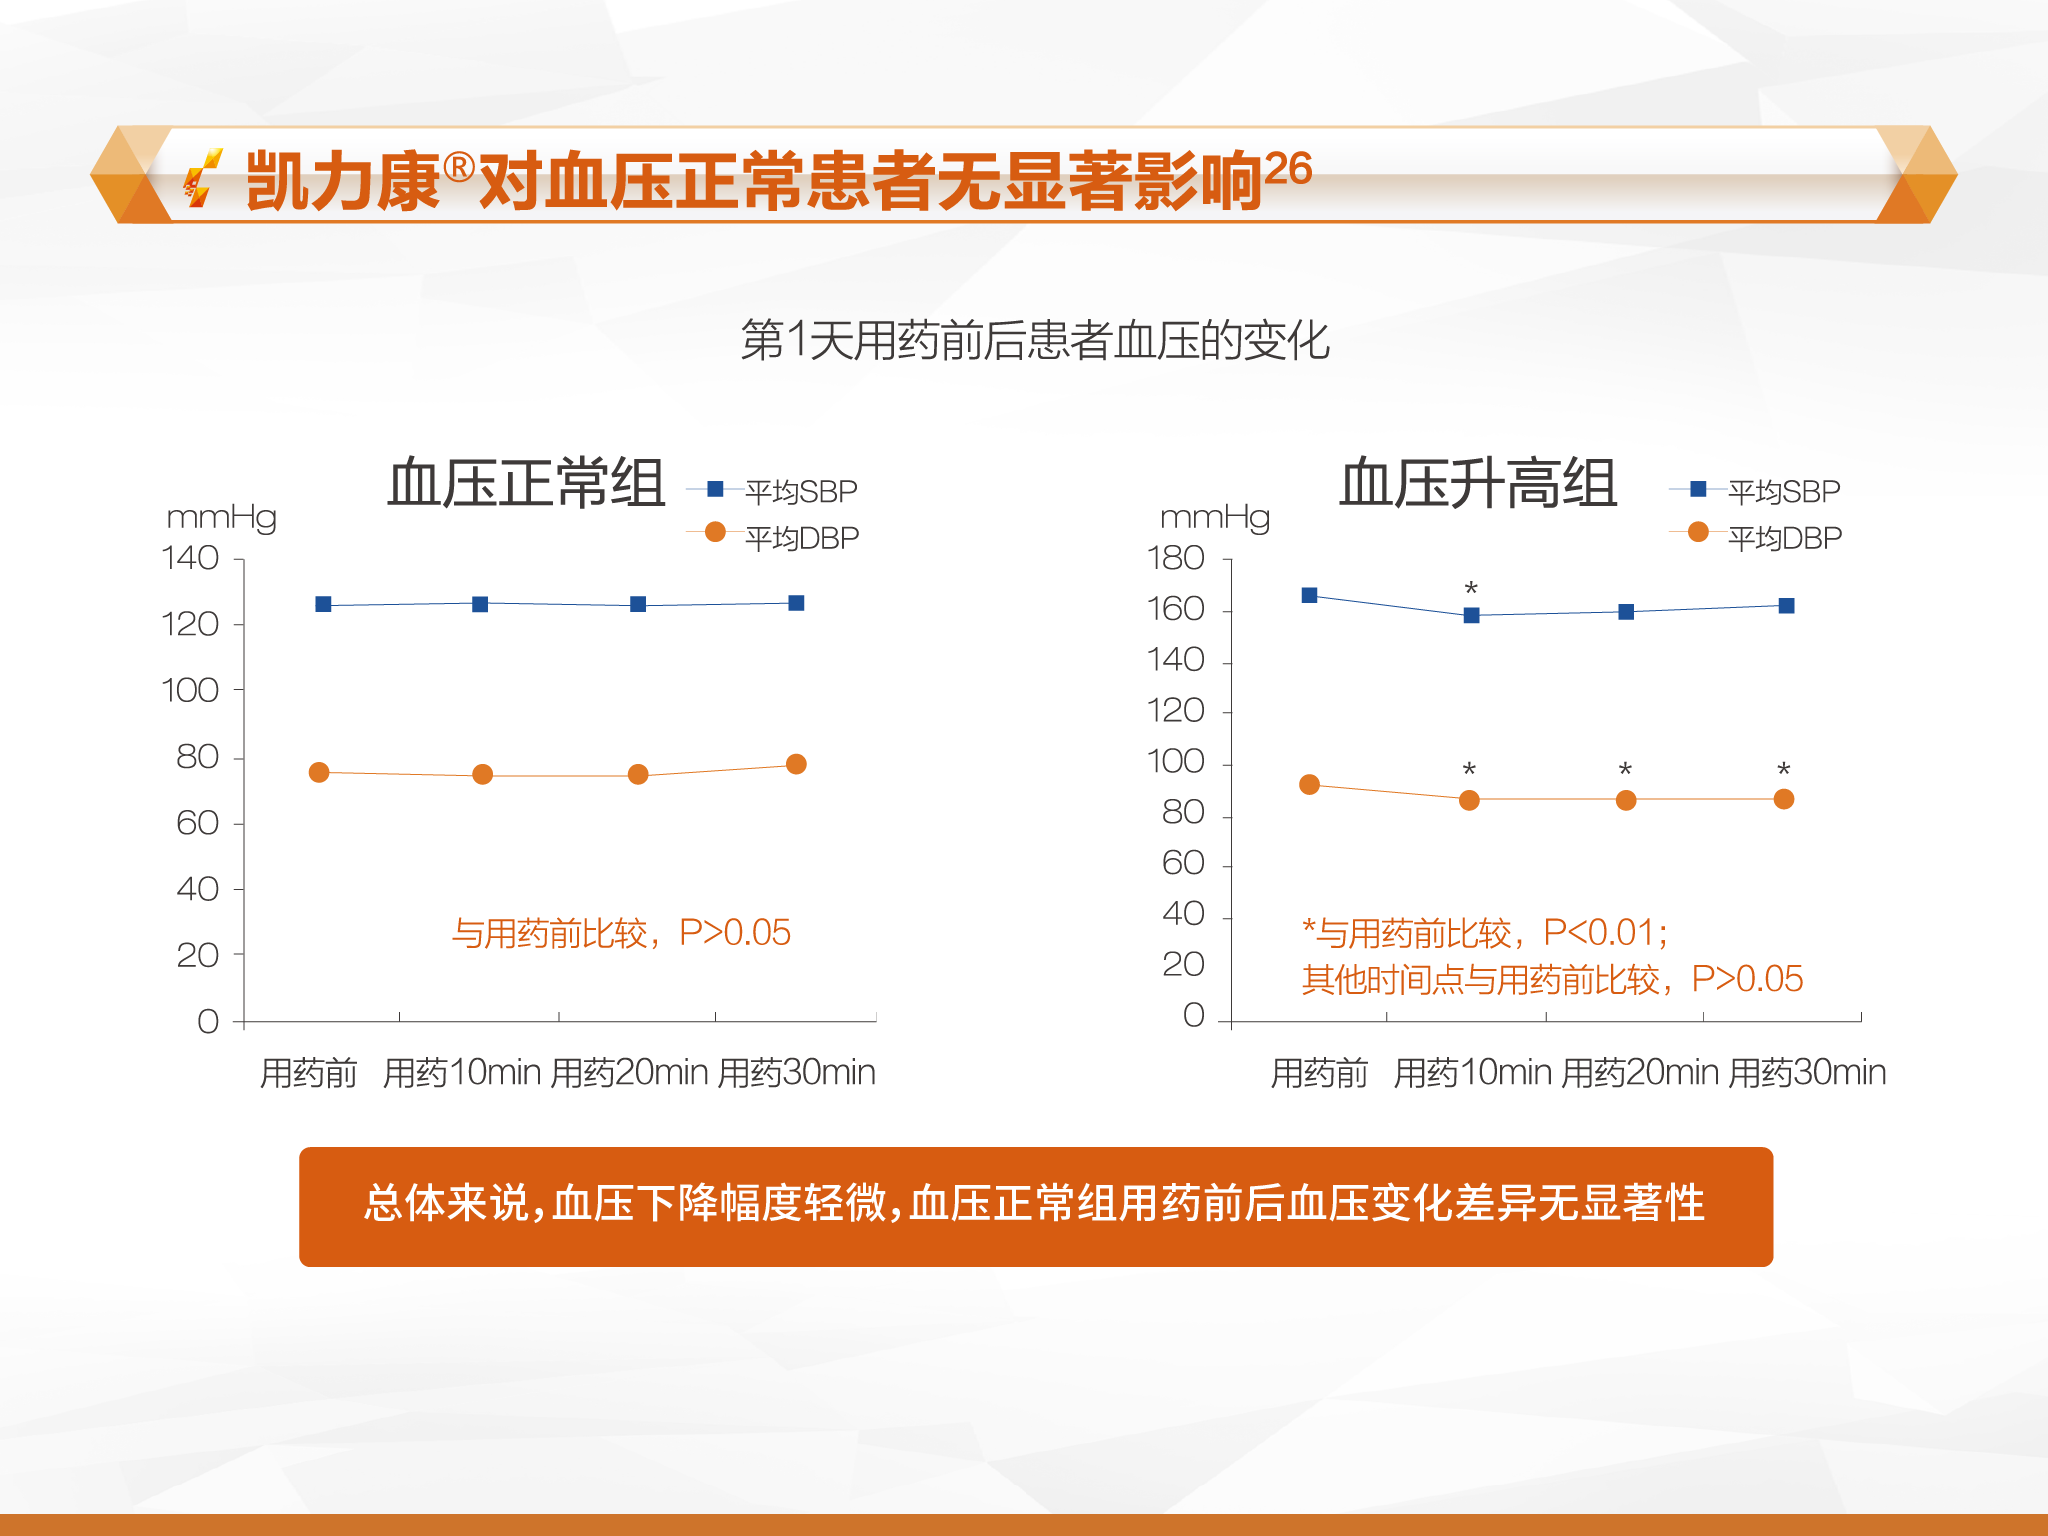 凯力康®对血压正常患者无显著影响26
第1天用药前后患者血压的变化
血压正常组
平均SBP
平均DBP
mmHg
140
120
100
80
60
40
20
0
与用药前比较，P>0.05
用药前 用药10min 用药20min 用药30min
血压升高组
平均SBP
平均DBP
mmHg
180
160
140
120
100
80
60
40
20
0
*
* * *
*与用药前比较，P<0.01；
其他时间点与用药前比较，P>0.05
用药前 用药10min 用药20min 用药30min
总体来说，血压下降幅度轻微，血压正常组用药前后血压变化差异无显著性